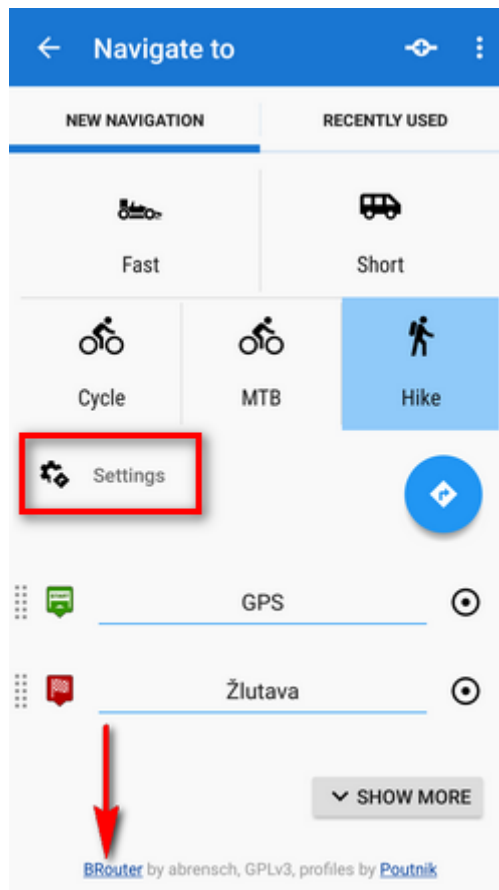 Navigate to
NEW NAVIGATION RECENTLY USED
Fast Short
Cycle MTB Hike
Settings
START
GPS
Žlutava
SHOW MORE
BRouter by abrensch, GPLv3, profiles by Poutnik